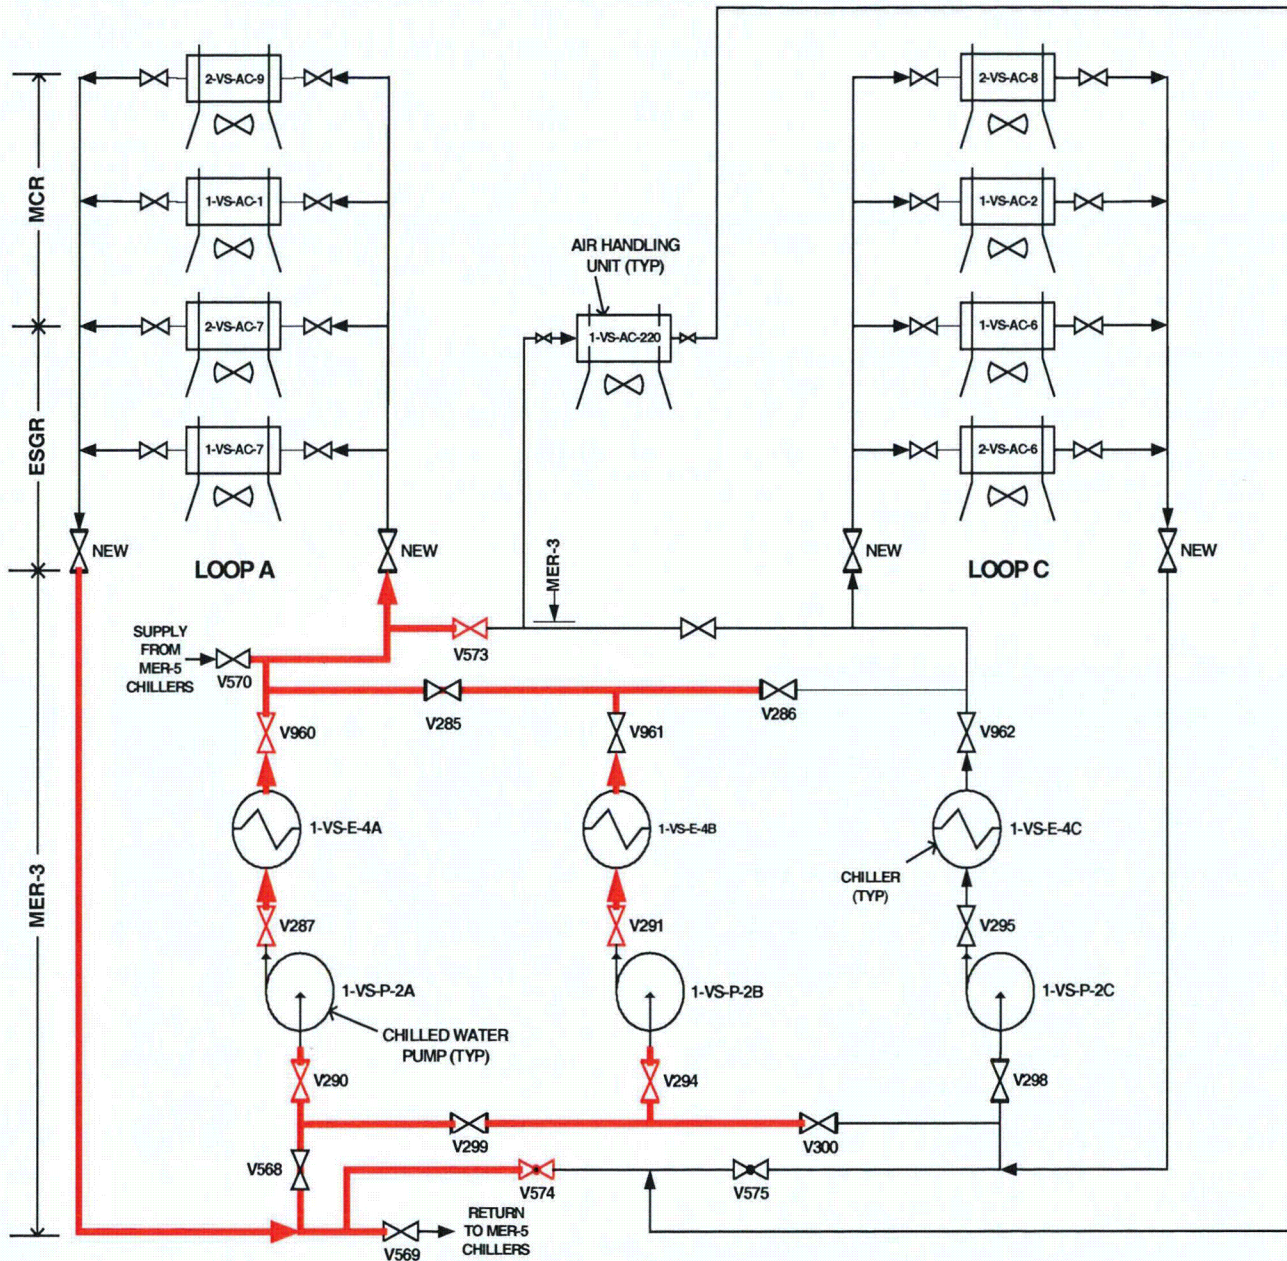 2-VS-AC-9
2-VS-AC-8
MCR
1-VS-AC-1
1-VS-AC-2
AIR HANDLING
UNIT (TYP)
2-VS-AC-7
1-VS-AC-220
1-VS-AC-6
ESGR
1-VS-AC-7
2-VS-AC-6
NEW
NEW
NEW
NEW
LOOP A
LOOP C
MER-3
SUPPLY
FROM
MER-5
CHILLERS
V570
V573
V285
V286
V960
V961
V962
1-VS-E-4A
1-VS-E-4B
1-VS-E-4C
CHILLER
(TYP)
MER-3
V287
V291
V295
1-VS-P-2A
1-VS-P-2B
1-VS-P-2C
CHILLED WATER
PUMP (TYP)
V290
V294
V298
V299
V300
V568
V574
V575
RETURN
TO MER-5
CHILLERS
V569